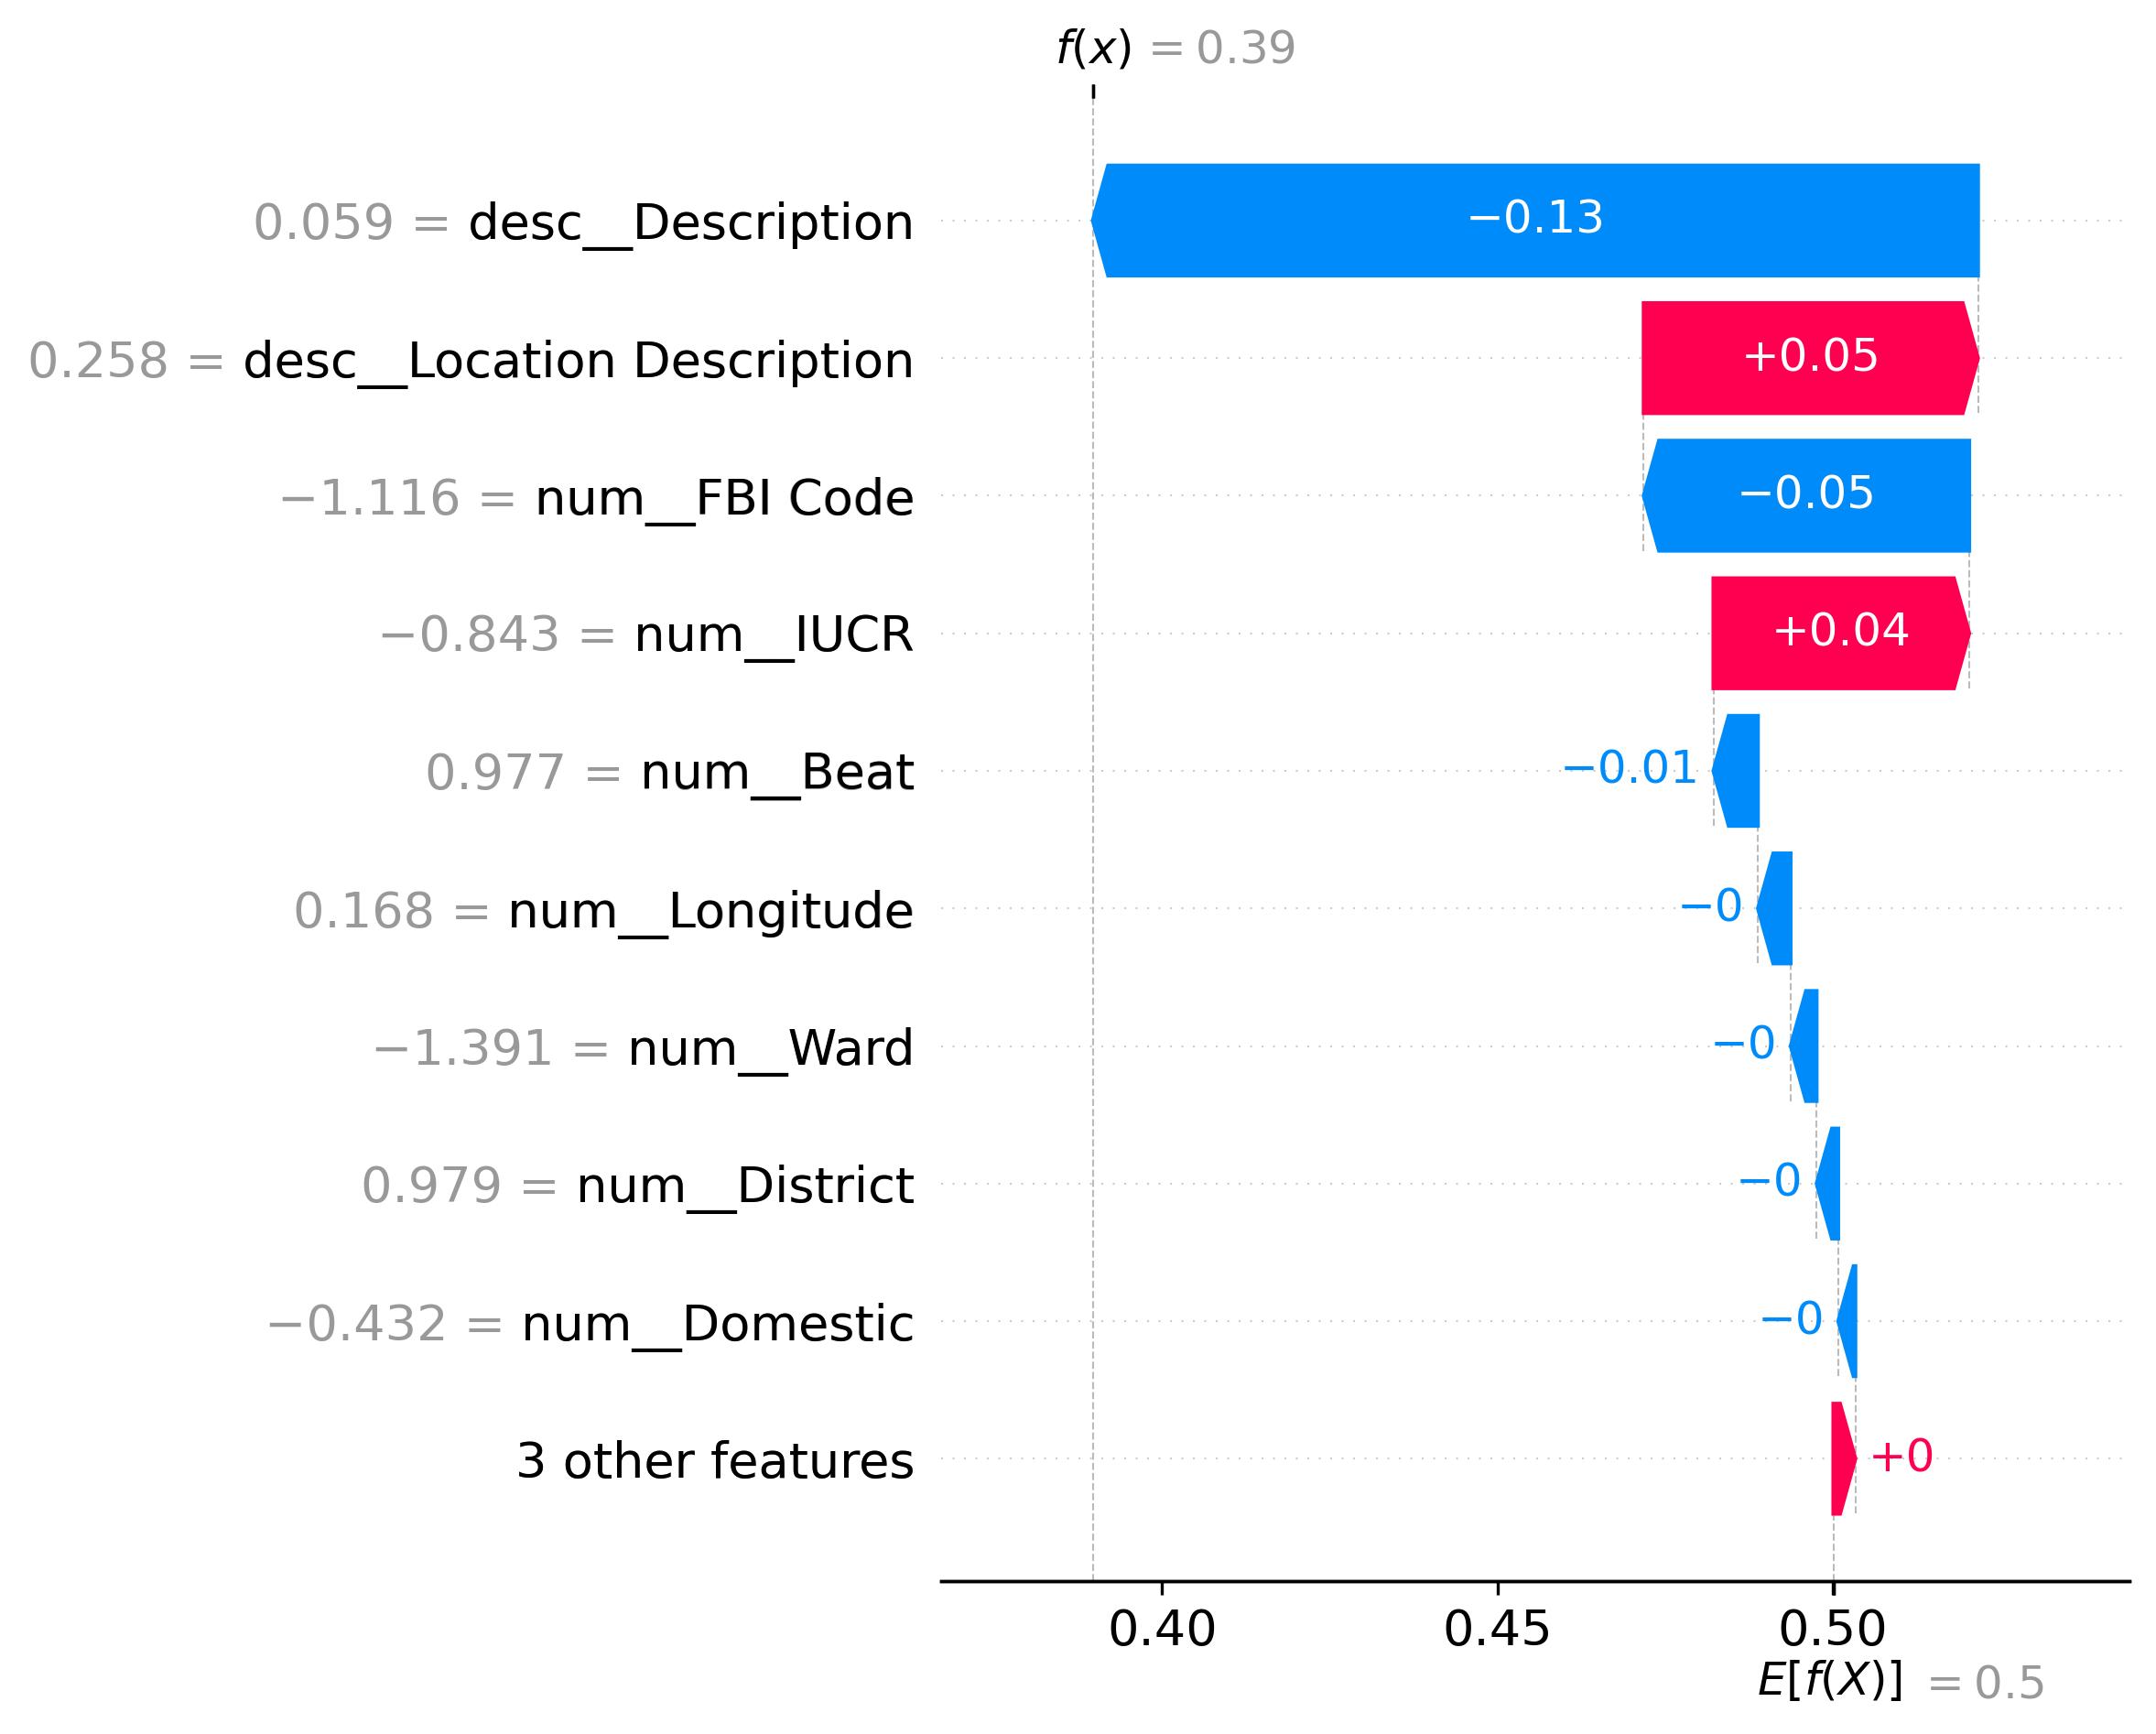 f(x) = 0.39
0.059 = desc__Description
−0.13
0.258 = desc__Location Description
+0.05
−1.116 = num__FBI Code
−0.05
−0.843 = num__IUCR
+0.04
0.977 = num__Beat
−0.01
0.168 = num__Longitude
−0
−1.391 = num__Ward
−0
0.979 = num__District
−0
−0.432 = num__Domestic
−0
3 other features
+0
0.40 0.45 0.50
E[f(X)] = 0.5